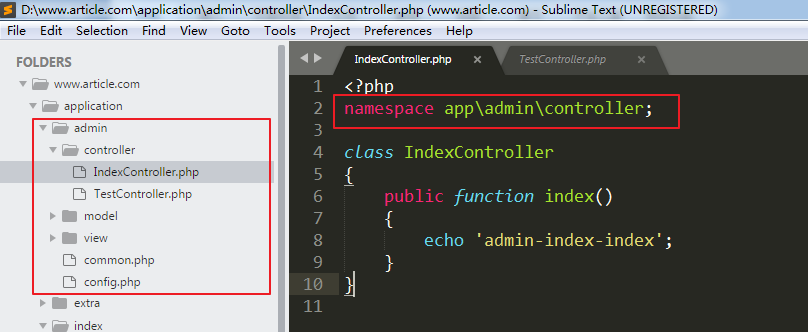 D:\www.article.com\application\admin\controller\IndexController.php (www.article.com) - Sublime Text (UNREGISTERED)
File Edit Selection Find View Goto Tools Project Preferences Help
FOLDERS
www.article.com
application
admin
controller
IndexController.php
TestController.php
model
view
common.php
config.php
extra
index
IndexController.php × TestController.php ×
1 <?php
2 namespace app\admin\controller;
3
4 class IndexController
5 {
6 public function index()
7 {
8 echo 'admin-index-index';
9 }
10 }
11